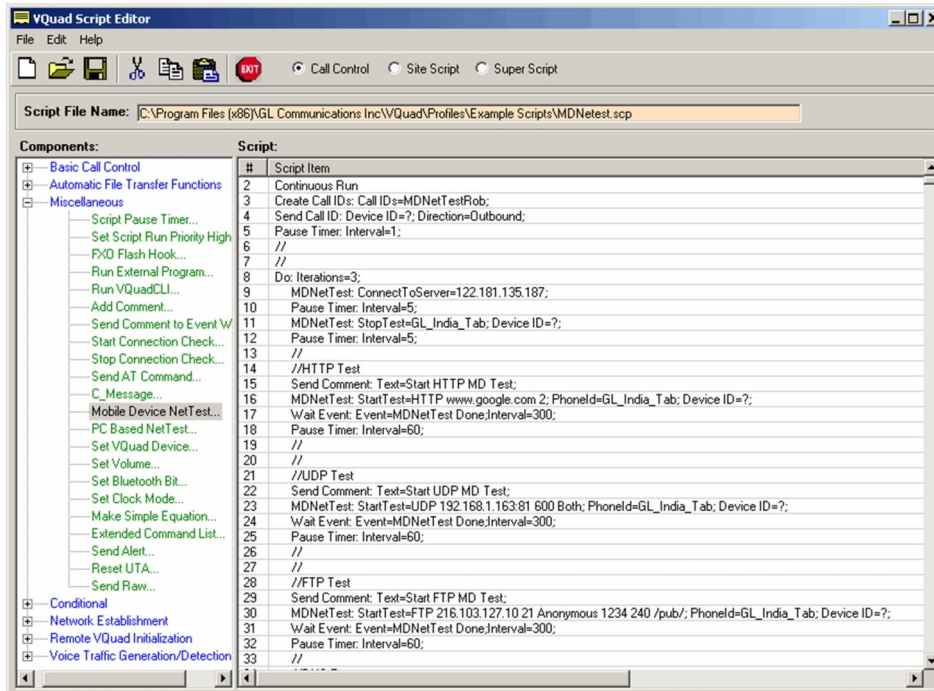 VQuad Script Editor
File Edit Help
EXIT Call Control Site Script Super Script
Script File Name: C:\Program Files (x86)\GL Communications Inc\VQuad\Profiles\Example Scripts\MDNetest.scp
Components:
Basic Call Control
Automatic File Transfer Functions
Miscellaneous
Script Pause Timer...
Set Script Run Priority High
FXO Flash Hook...
Run External Program...
Run VQuadCLI...
Add Comment...
Send Comment to Event W
Start Connection Check...
Stop Connection Check...
Send AT Command...
C_Message...
Mobile Device NetTest...
PC Based NetTest...
Set VQuad Device...
Set Volume...
Set Bluetooth Bit...
Set Clock Mode...
Make Simple Equation...
Extended Command List...
Send Alert...
Reset UTA...
Send Raw...
Conditional
Network Establishment
Remote VQuad Initialization
Voice Traffic Generation/Detection
Script:
# Script Item
2 Continuous Run
3 Create Call IDs: Call IDs=MDNetTestRob;
4 Send Call ID: Device ID=?; Direction=Outbound;
5 Pause Timer: Interval=1;
6 //
7 //
8 Do: Iterations=3;
9 MDNetTest: ConnectToServer=122.181.135.187;
10 Pause Timer: Interval=5;
11 MDNetTest: StopTest=GL_India_Tab; Device ID=?;
12 Pause Timer: Interval=5;
13 //
14 //HTTP Test
15 Send Comment: Text=Start HTTP MD Test;
16 MDNetTest: StartTest=HTTP www.google.com 2; PhoneId=GL_India_Tab; Device ID=?;
17 Wait Event: Event=MDNetTest Done;Interval=300;
18 Pause Timer: Interval=60;
19 //
20 //
21 //UDP Test
22 Send Comment: Text=Start UDP MD Test;
23 MDNetTest: StartTest=UDP 192.168.1.163:81 600 Both; PhoneId=GL_India_Tab; Device ID=?;
24 Wait Event: Event=MDNetTest Done;Interval=300;
25 Pause Timer: Interval=60;
26 //
27 //
28 //FTP Test
29 Send Comment: Text=Start FTP MD Test;
30 MDNetTest: StartTest=FTP 216.103.127.10 21 Anonymous 1234 240 /pub/; PhoneId=GL_India_Tab; Device ID=?;
31 Wait Event: Event=MDNetTest Done;Interval=300;
32 Pause Timer: Interval=60;
33 //